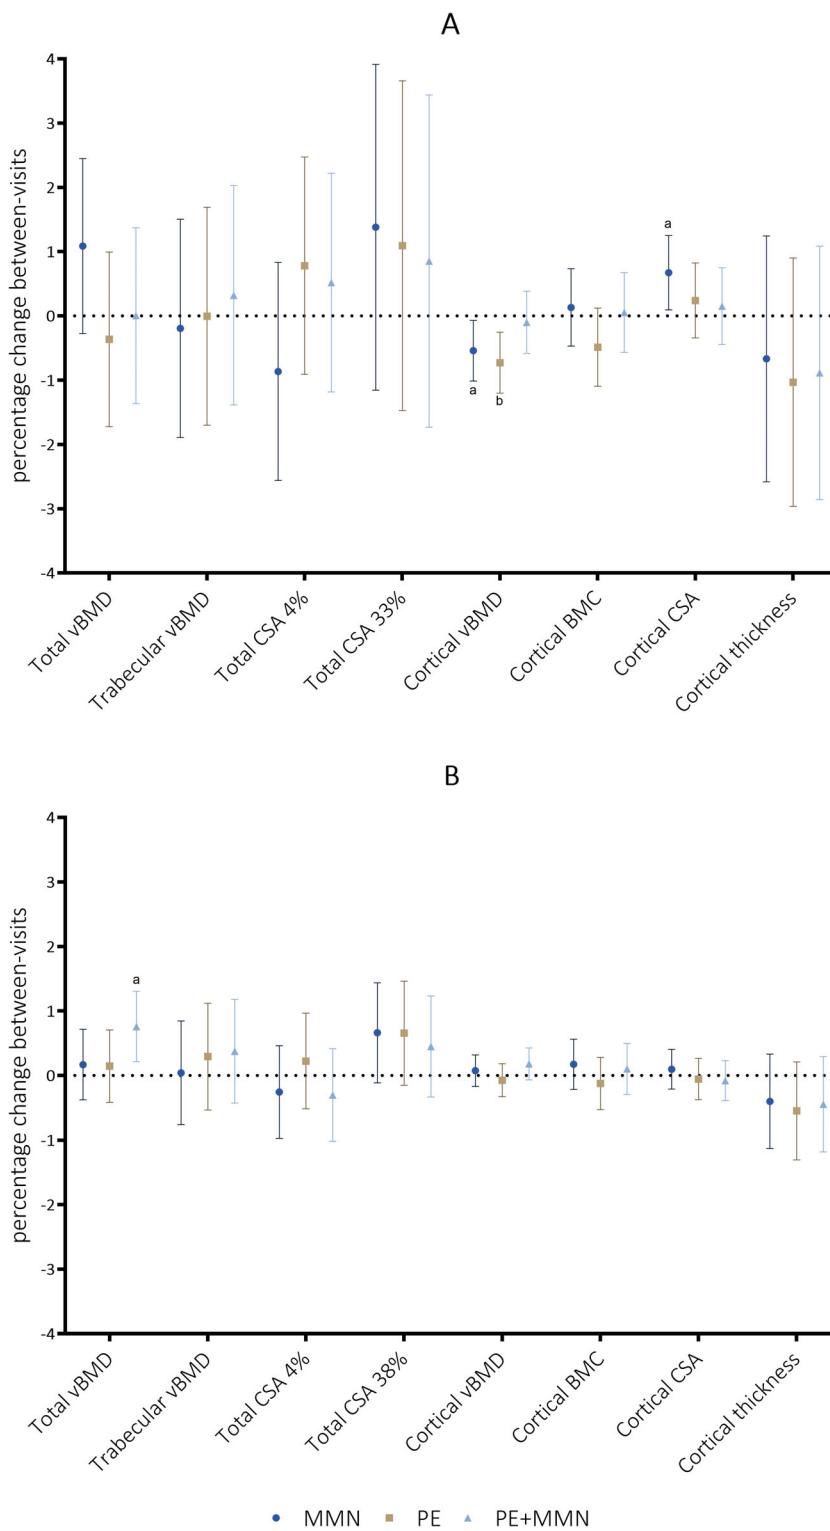 A
percentage change between-visits
4
3
2
1
0
-1
-2
-3
-4
a
b
a
Total vBMD
Trabecular vBMD
Total CSA 4%
Total CSA 33%
Cortical vBMD
Cortical BMC
Cortical CSA
Cortical thickness
B
percentage change between-visits
4
3
2
1
0
-1
-2
-3
-4
a
Total vBMD
Trabecular vBMD
Total CSA 4%
Total CSA 38%
Cortical vBMD
Cortical BMC
Cortical CSA
Cortical thickness
MMN PE PE+MMN